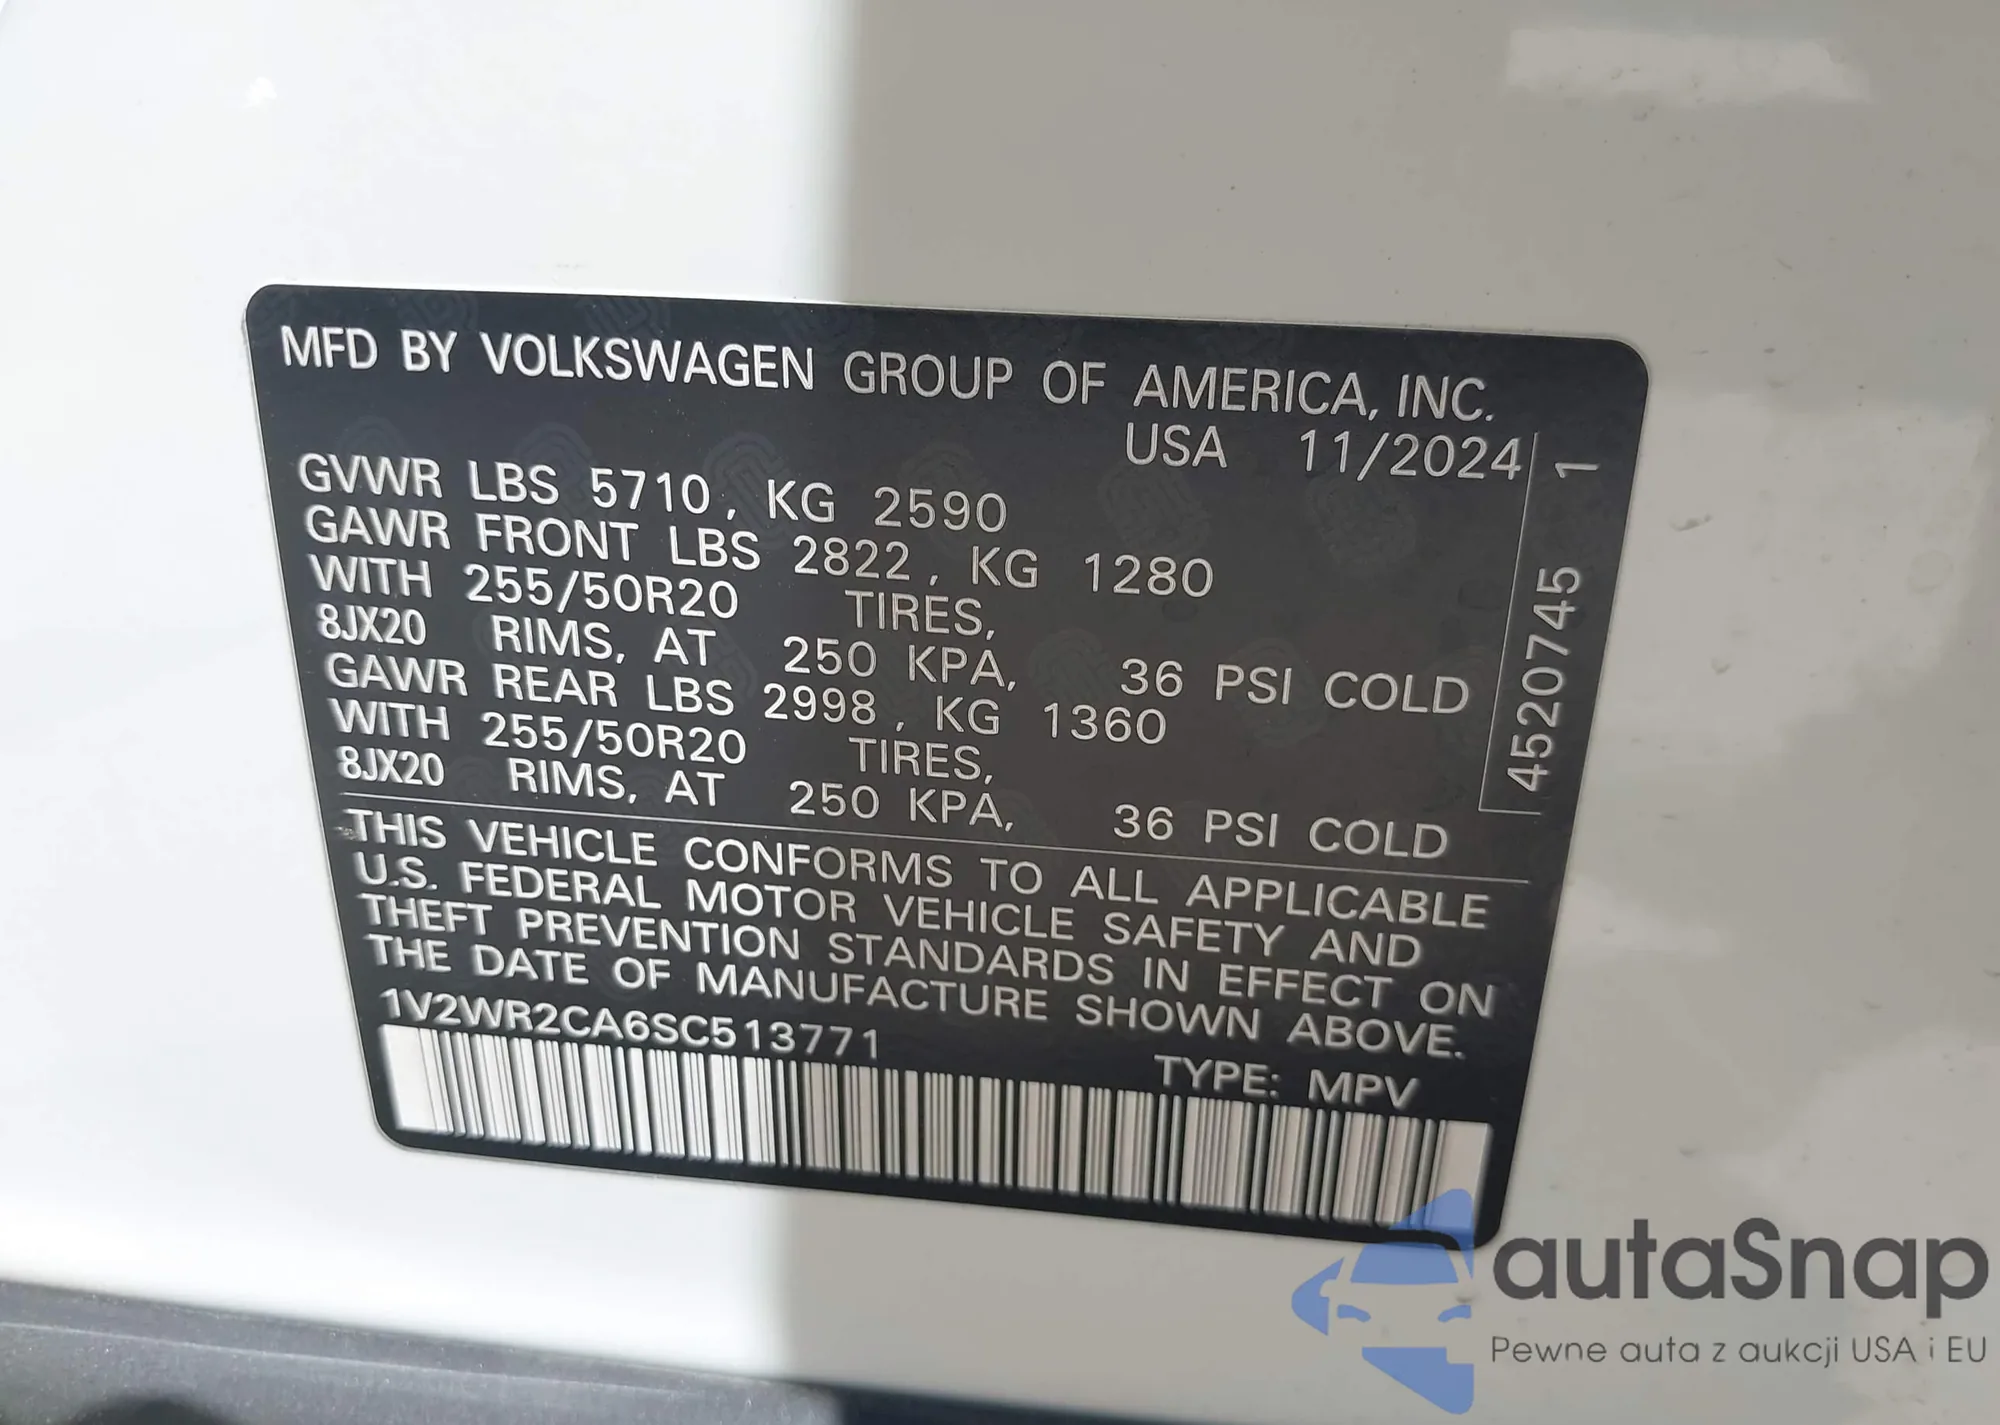 MFD BY VOLKSWAGEN GROUP OF AMERICA, INC.
USA 11/2024
GVWR LBS 5710, KG 2590
GAWR FRONT LBS 2822, KG 1280
WITH 255/50R20 TIRES,
8JX20 RIMS, AT 250 KPA, 36 PSI COLD
GAWR REAR LBS 2998, KG 1360
WITH 255/50R20 TIRES,
8JX20 RIMS, AT 250 KPA, 36 PSI COLD
4520745 1
THIS VEHICLE CONFORMS TO ALL APPLICABLE
U.S. FEDERAL MOTOR VEHICLE SAFETY AND
THEFT PREVENTION STANDARDS IN EFFECT ON
THE DATE OF MANUFACTURE SHOWN ABOVE.
1V2WR2CA6SC513771
TYPE: MPV
autaSnap
Pewne auta z aukcji USA i EU